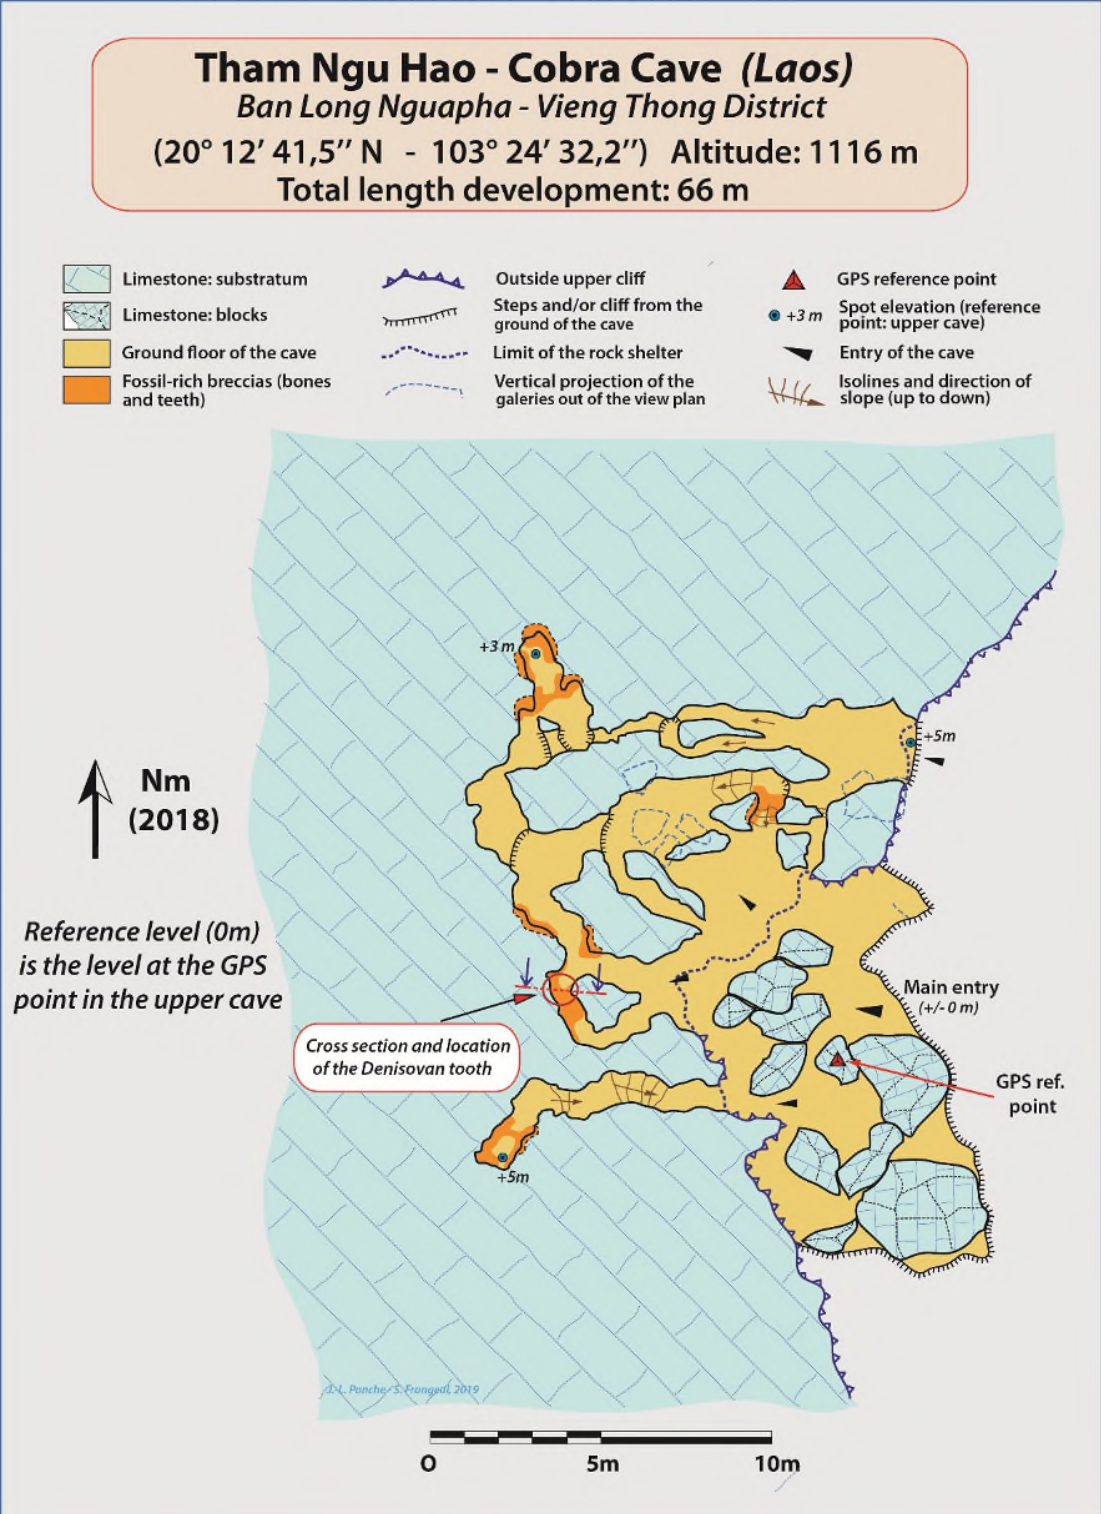 Tham Ngu Hao - Cobra Cave (Laos)
Ban Long Nguapha - Vieng Thong District
(20° 12’ 41,5’’ N - 103° 24’ 32,2’’) Altitude: 1116 m
Total length development: 66 m
Limestone: substratum
Limestone: blocks
Ground floor of the cave
Fossil-rich breccias (bones
and teeth)
Outside upper cliff
Steps and/or cliff from the
ground of the cave
Limit of the rock shelter
Vertical projection of the
galeries out of the view plan
GPS reference point
+3 m
Spot elevation (reference
point: upper cave)
Entry of the cave
Isolines and direction of
slope (up to down)
+3 m
+5m
Nm
(2018)
Reference level (0m)
is the level at the GPS
point in the upper cave
Main entry
(+/- 0 m)
Cross section and location
of the Denisovan tooth
GPS ref.
point
+5m
J. L. Ponche - S. Frangeul, 2019
0
5m
10m